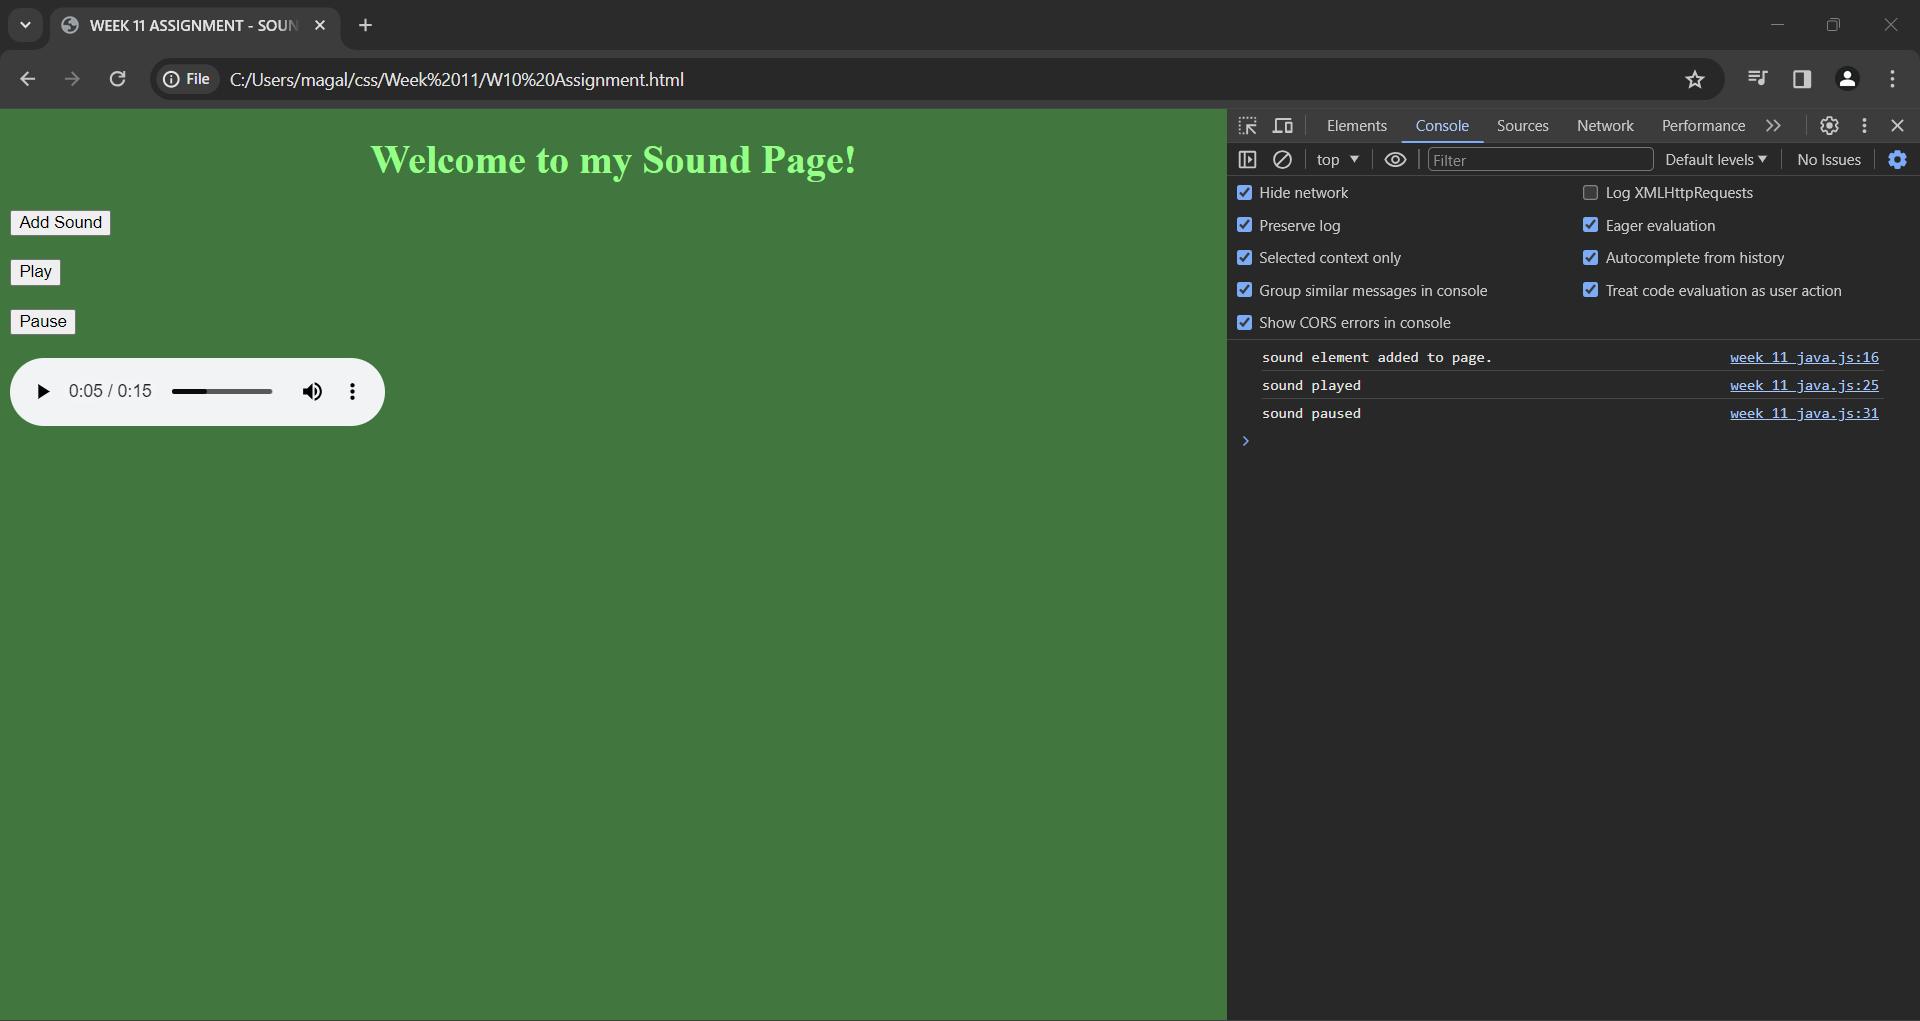 WEEK 11 ASSIGNMENT - SOUN
File C:/Users/magal/css/Week%2011/W10%20Assignment.html
Welcome to my Sound Page!
Add Sound
Play
Pause
0:05 / 0:15
Elements Console Sources Network Performance
top Filter Default levels No Issues
Hide network Log XMLHttpRequests
Preserve log Eager evaluation
Selected context only Autocomplete from history
Group similar messages in console Treat code evaluation as user action
Show CORS errors in console
sound element added to page. week 11 java.js:16
sound played week 11 java.js:25
sound paused week 11 java.js:31